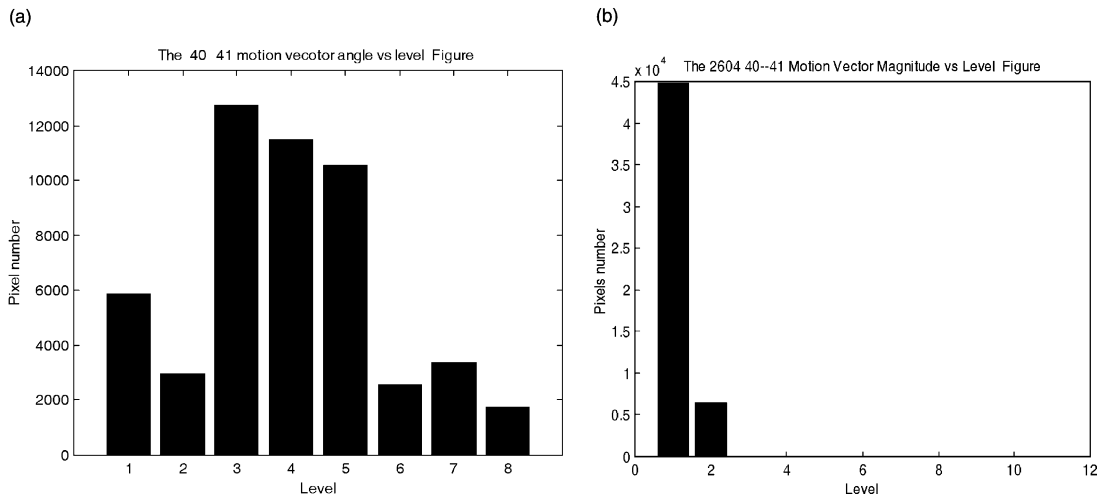 (a)
The 40 41 motion vecotor angle vs level Figure
14000
12000
10000
8000
6000
4000
2000
0
Pixel number
1 2 3 4 5 6 7 8
Level
(b)
x 10^4
The 2604 40--41 Motion Vector Magnitude vs Level Figure
4.5
4
3.5
3
2.5
2
1.5
1
0.5
0
Pixels number
0 2 4 6 8 10 12
Level